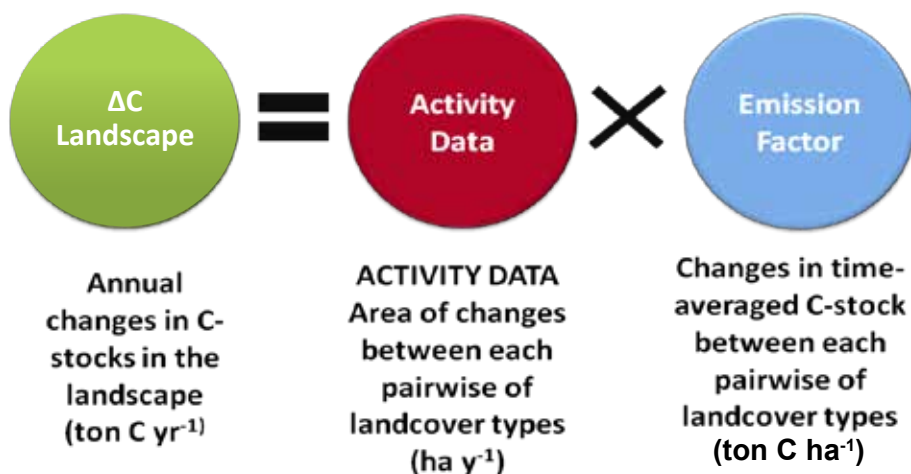 ΔC
Landscape
=
Activity
Data
×
Emission
Factor
Annual
changes in C-
stocks in the
landscape
(ton C yr⁻¹⁾
ACTIVITY DATA
Area of changes
between each
pairwise of
landcover types
(ha y⁻¹)
Changes in time-
averaged C-stock
between each
pairwise of
landcover types
(ton C ha⁻¹)